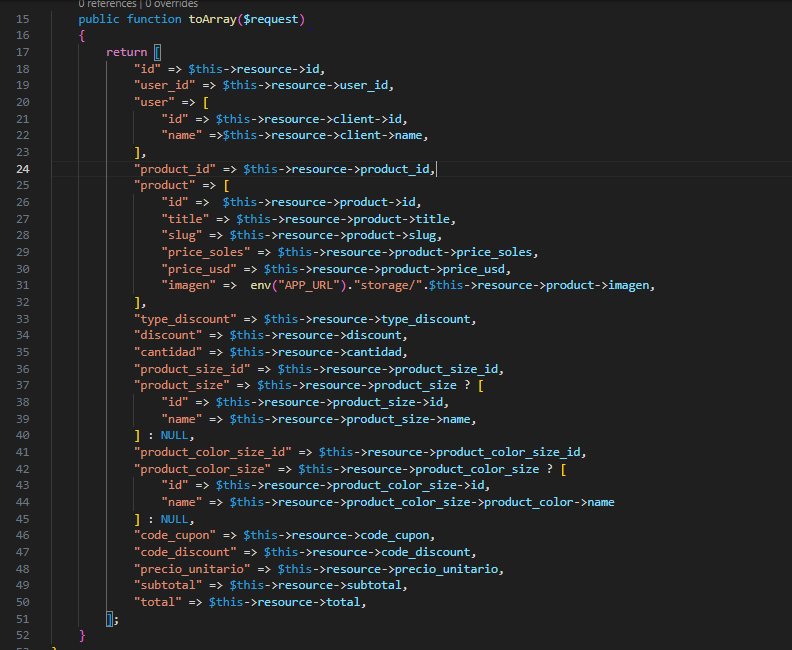 0 references | 0 overrides
15 public function toArray($request)
16 {
17 return [
18 "id" => $this->resource->id,
19 "user_id" => $this->resource->user_id,
20 "user" => [
21 "id" => $this->resource->client->id,
22 "name" =>$this->resource->client->name,
23 ],
24 "product_id" => $this->resource->product_id,
25 "product" => [
26 "id" =>  $this->resource->product->id,
27 "title" => $this->resource->product->title,
28 "slug" => $this->resource->product->slug,
29 "price_soles" => $this->resource->product->price_soles,
30 "price_usd" => $this->resource->product->price_usd,
31 "imagen" =>  env("APP_URL")."storage/".$this->resource->product->imagen,
32 ],
33 "type_discount" => $this->resource->type_discount,
34 "discount" => $this->resource->discount,
35 "cantidad" => $this->resource->cantidad,
36 "product_size_id" => $this->resource->product_size_id,
37 "product_size" => $this->resource->product_size ? [
38 "id" => $this->resource->product_size->id,
39 "name" => $this->resource->product_size->name,
40 ] : NULL,
41 "product_color_size_id" => $this->resource->product_color_size_id,
42 "product_color_size" => $this->resource->product_color_size ? [
43 "id" => $this->resource->product_color_size->id,
44 "name" => $this->resource->product_color_size->product_color->name
45 ] : NULL,
46 "code_cupon" => $this->resource->code_cupon,
47 "code_discount" => $this->resource->code_discount,
48 "precio_unitario" => $this->resource->precio_unitario,
49 "subtotal" => $this->resource->subtotal,
50 "total" => $this->resource->total,
51 ];
52 }